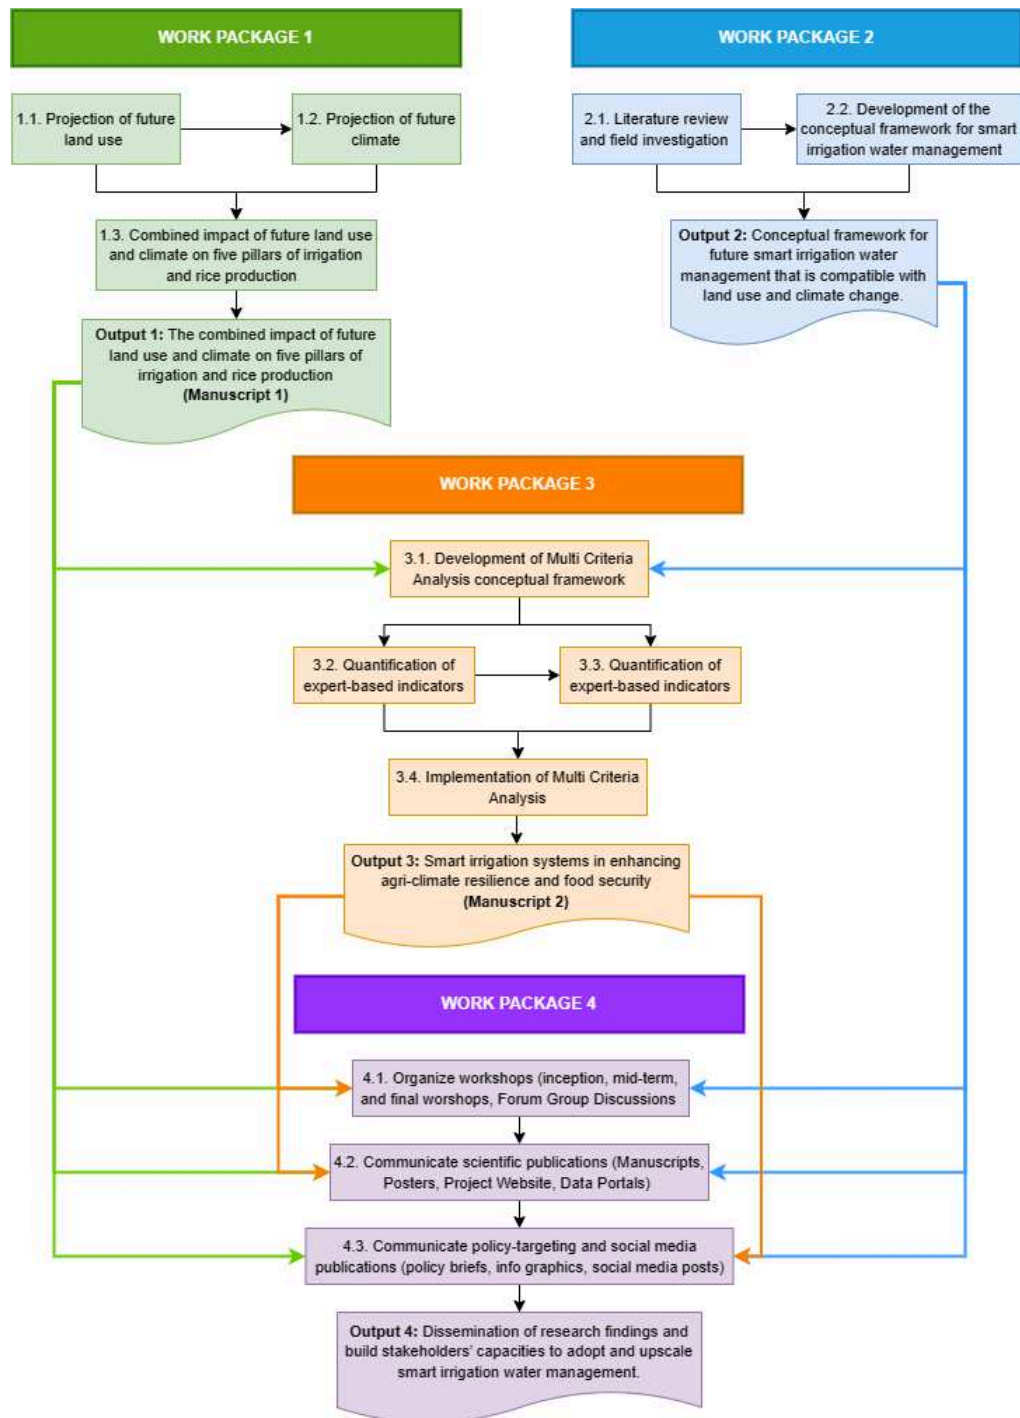 WORK PACKAGE 1
WORK PACKAGE 2
1.1. Projection of future
land use
1.2. Projection of future
climate
2.1. Literature review
and field investigation
2.2. Development of the
conceptual framework for smart
irrigation water management
1.3. Combined impact of future land use
and climate on five pillars of irrigation
and rice production
Output 2: Conceptual framework for
future smart irrigation water
management that is compatible with
land use and climate change.
Output 1: The combined impact of future
land use and climate on five pillars of
irrigation and rice production
(Manuscript 1)
WORK PACKAGE 3
3.1. Development of Multi Criteria
Analysis conceptual framework
3.2. Quantification of
expert-based indicators
3.3. Quantification of
expert-based indicators
3.4. Implementation of Multi Criteria
Analysis
Output 3: Smart irrigation systems in enhancing
agri-climate resilience and food security
(Manuscript 2)
WORK PACKAGE 4
4.1. Organize workshops (inception, mid-term,
and final worshops, Forum Group Discussions
4.2. Communicate scientific publications (Manuscripts,
Posters, Project Website, Data Portals)
4.3. Communicate policy-targeting and social media
publications (policy briefs, info graphics, social media posts)
Output 4: Dissemination of research findings and
build stakeholders' capacities to adopt and upscale
smart irrigation water management.